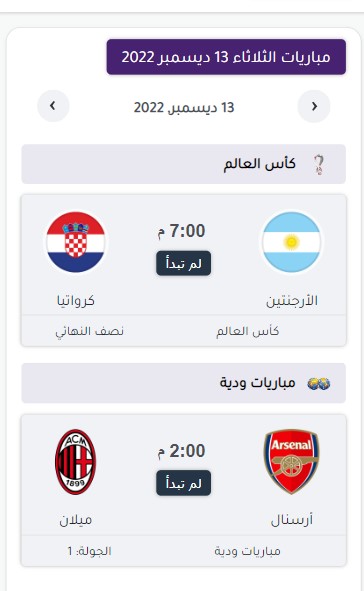 مباريات الثلاثاء 13 ديسمبر 2022
13 ديسمبر, 2022
كأس العالم
7:00 م
لم تبدأ
الأرجنتين
كرواتيا
كأس العالم
نصف النهائي
مباريات ودية
Arsenal
2:00 م
ACM
1899
لم تبدأ
أرسنال
ميلان
مباريات ودية
الجولة: 1